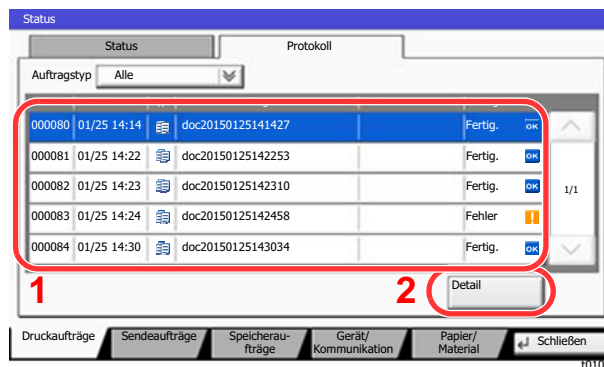 Status
Status Protokoll
Auftragstyp Alle
000080 01/25 14:14 doc20150125141427 Fertig. OK
000081 01/25 14:22 doc20150125142253 Fertig. OK
000082 01/25 14:23 doc20150125142310 Fertig. OK
1/1
000083 01/25 14:24 doc20150125142458 Fehler !
000084 01/25 14:30 doc20150125143034 Fertig. OK
1 2 Detail
Druckaufträge Sendeaufträge Speicherau-
fträge Gerät/
Kommunikation Papier/
Material Schließen